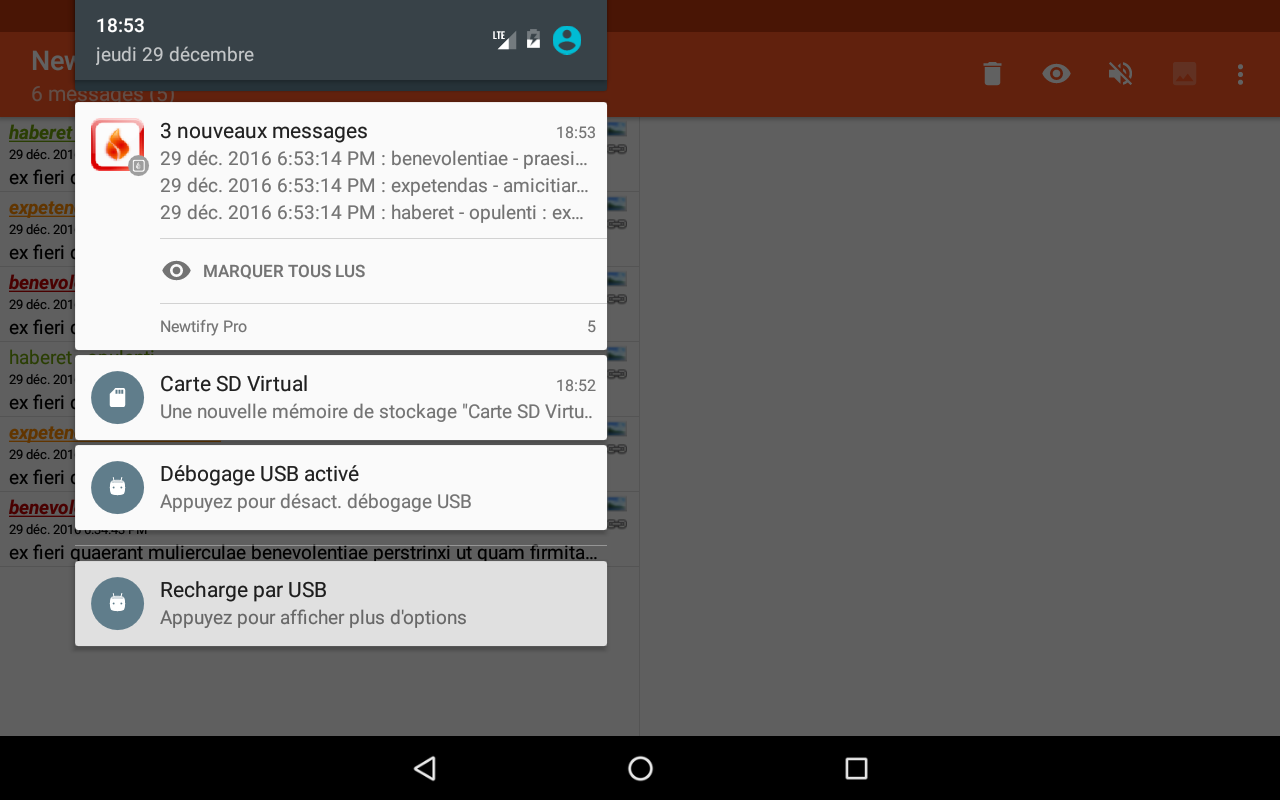 18:53
jeudi 29 décembre
LTE
New
6 messages (5)
3 nouveaux messages 18:53
29 déc. 2016 6:53:14 PM : benevolentiae - praesi…
29 déc. 2016 6:53:14 PM : expetendas - amicitiar…
29 déc. 2016 6:53:14 PM : haberet - opulenti : ex…
MARQUER TOUS LUS
Newtifry Pro 5
Carte SD Virtual 18:52
Une nouvelle mémoire de stockage "Carte SD Virtu..
Débogage USB activé
Appuyez pour désact. débogage USB
Recharge par USB
Appuyez pour afficher plus d'options
haberet
29 déc. 201
ex fieri
expeten
29 déc. 201
ex fieri
benevol
29 déc. 201
ex fieri
haberet - opulenti
29 déc. 201
ex fieri
expeten
29 déc. 201
ex fieri
benevol
29 déc. 2016 6:34:45 PM
ex fieri quaerant mulierculae benevolentiae perstrinxi ut quam firmita…